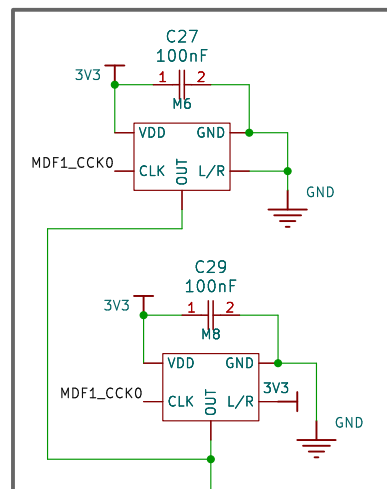 C27
100nF
3V3
1 2
M6
VDD GND
MDF1_CCK0
CLK OUT L/R
GND
C29
100nF
3V3
1 2
M8
VDD GND
3V3
MDF1_CCK0
CLK OUT L/R
GND